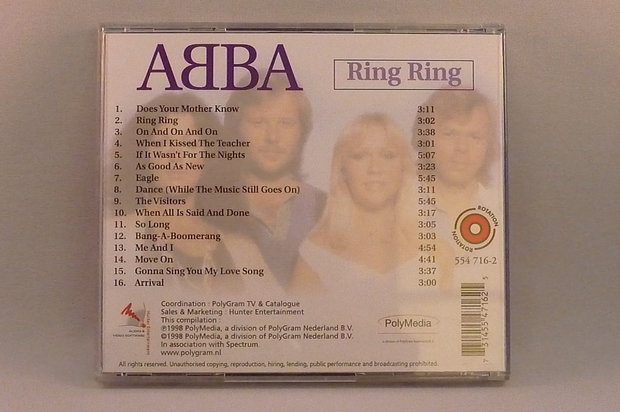 ABBA
Ring Ring
1. Does Your Mother Know 3:11
2. Ring Ring 3:02
3. On And On And On 3:38
4. When I Kissed The Teacher 3:01
5. If It Wasn't For The Nights 5:07
6. As Good As New 3:23
7. Eagle 5:45
8. Dance (While The Music Still Goes On) 3:11
9. The Visitors 5:45
10. When All Is Said And Done 3:17
11. So Long 3:05
12. Bang-A-Boomerang 3:03
13. Me And I 4:54
14. Move On 4:41
15. Gonna Sing You My Love Song 3:37
16. Arrival 3:00
ROTATION
ROTATION
554 716-2
Coordination : PolyGram TV & Catalogue
Sales & Marketing : Hunter Entertainment
This compilation :
℗1998 PolyMedia, a division of PolyGram Nederland B.V.
©1998 PolyMedia, a division of PolyGram Nederland B.V.
In association with Spectrum.
www.polygram.nl
PolyMedia
All rights reserved. Unauthorised copying, reproduction, hiring, lending, public performance and broadcasting prohibited.